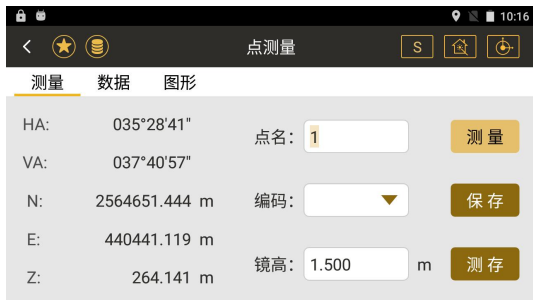 10:16
点测量
S
测量 数据 图形
HA: 035°28'41" 点名: 1 测量
VA: 037°40'57"
N: 2564651.444 m 编码: 保存
E: 440441.119 m
镜高: 1.500 m 测存
Z: 264.141 m